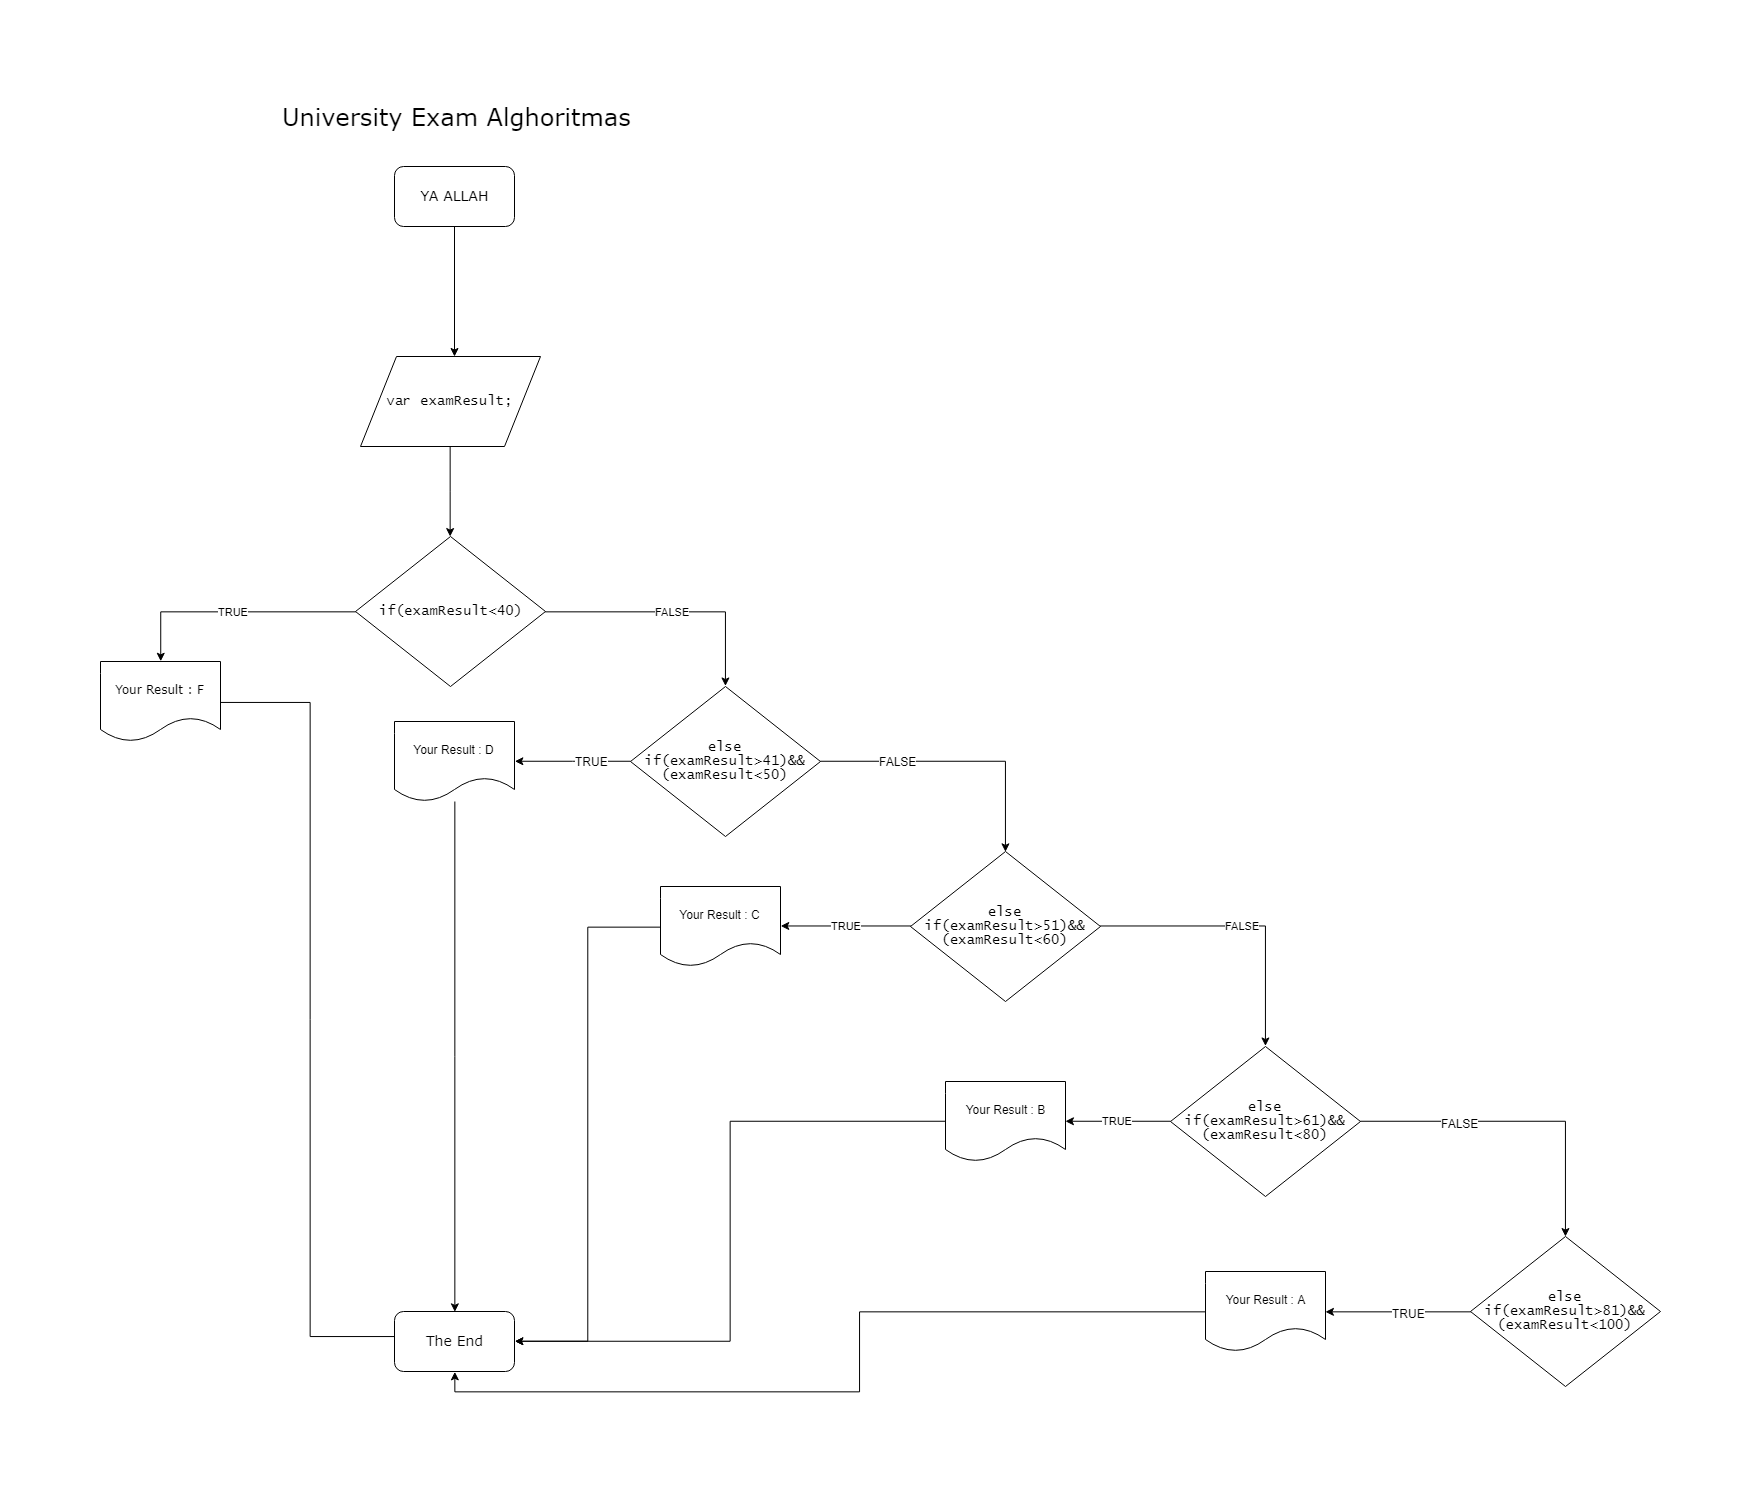 University Exam Alghoritmas
YA ALLAH
var examResult;
if(examResult<40)
TRUE
FALSE
Your Result : F
else
if(examResult>41)&&
(examResult<50)
TRUE
FALSE
Your Result : D
else
if(examResult>51)&&
(examResult<60)
TRUE
FALSE
Your Result : C
else
if(examResult>61)&&
(examResult<80)
TRUE
FALSE
Your Result : B
else
if(examResult>81)&&
(examResult<100)
TRUE
Your Result : A
The End